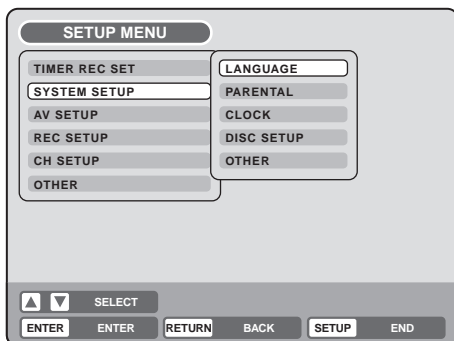 SETUP MENU
TIMER REC SET
SYSTEM SETUP
AV SETUP
REC SETUP
CH SETUP
OTHER
LANGUAGE
PARENTAL
CLOCK
DISC SETUP
OTHER
SELECT
ENTER ENTER RETURN BACK SETUP END